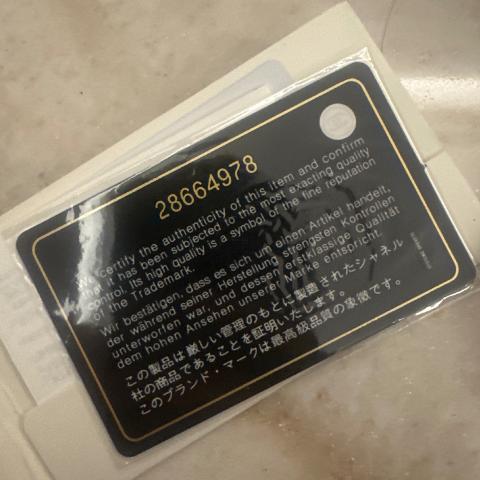 28664978
We certify the authenticity of this item and confirm
that it has been subjected to the most exacting quality
control. Its high quality is a symbol of the fine reputation
of the Trademark.
Wir bestätigen, dass es sich um einen Artikel handelt,
der während seiner Herstellung strengsten Kontrollen
unterworfen war, und dessen erstklassige Qualität
dem hohen Ansehen unserer Marke entspricht.
この製品は厳しい管理のもとに製造されたシャネル
社の商品であることを証明いたします。
このブランド・マークは最高級品質の象徴です。